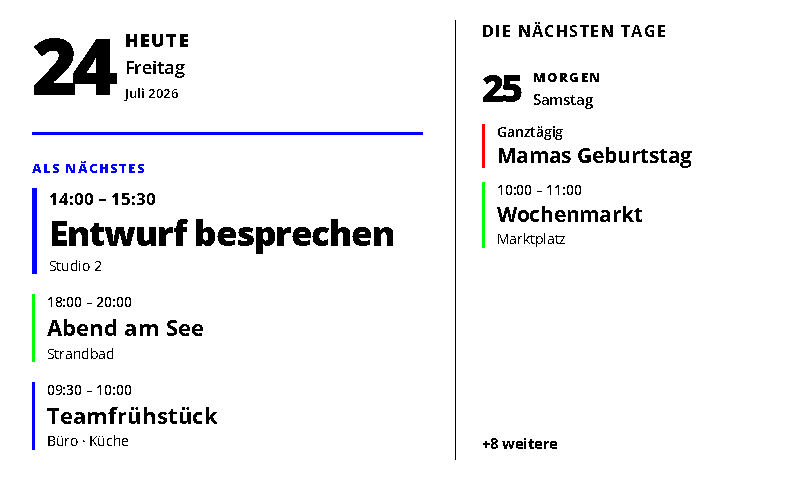 24
HEUTE
Freitag
Juli 2026
ALS NÄCHSTES
14:00 – 15:30
Entwurf besprechen
Studio 2
18:00 – 20:00
Abend am See
Strandbad
09:30 – 10:00
Teamfrühstück
Büro · Küche
DIE NÄCHSTEN TAGE
25
MORGEN
Samstag
Ganztägig
Mamas Geburtstag
10:00 – 11:00
Wochenmarkt
Marktplatz
+8 weitere